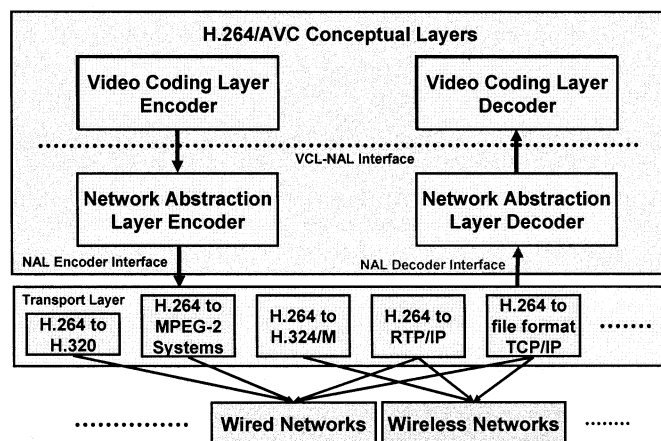 H.264/AVC Conceptual Layers
Video Coding Layer
Encoder
Video Coding Layer
Decoder
VCL-NAL Interface
Network Abstraction
Layer Encoder
Network Abstraction
Layer Decoder
NAL Encoder Interface
NAL Decoder Interface
Transport Layer
H.264 to
H.320
H.264 to
MPEG-2
Systems
H.264 to
H.324/M
H.264 to
RTP/IP
H.264 to
file format
TCP/IP
Wired Networks
Wireless Networks